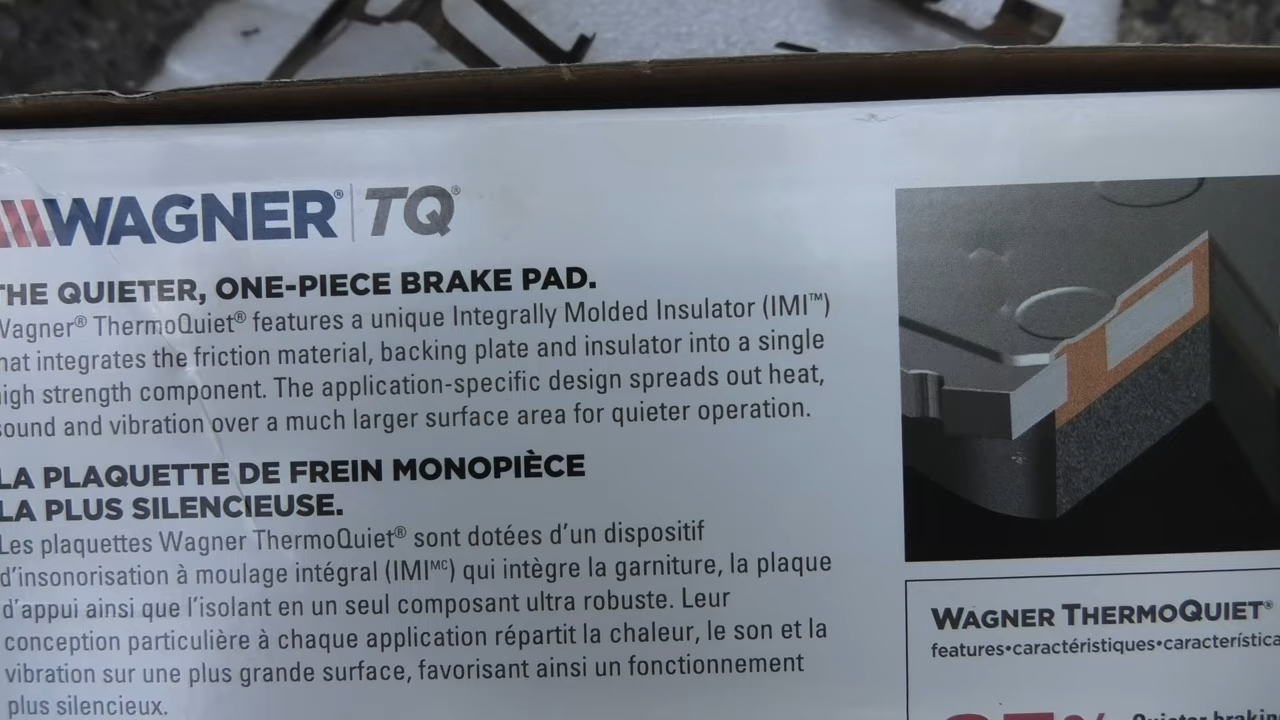 WAGNER® TQ®
THE QUIETER, ONE-PIECE BRAKE PAD.
Wagner® ThermoQuiet® features a unique Integrally Molded Insulator (IMI™)
that integrates the friction material, backing plate and insulator into a single
high strength component. The application-specific design spreads out heat,
sound and vibration over a much larger surface area for quieter operation.
LA PLAQUETTE DE FREIN MONOPIÈCE
LA PLUS SILENCIEUSE.
Les plaquettes Wagner ThermoQuiet® sont dotées d'un dispositif
d'insonorisation à moulage intégral (IMIᴹᶜ) qui intègre la garniture, la plaque
d'appui ainsi que l'isolant en un seul composant ultra robuste. Leur
conception particulière à chaque application répartit la chaleur, le son et la
vibration sur une plus grande surface, favorisant ainsi un fonctionnement
plus silencieux.
WAGNER THERMOQUIET®
features•caractéristiques•característica
Quieter braking